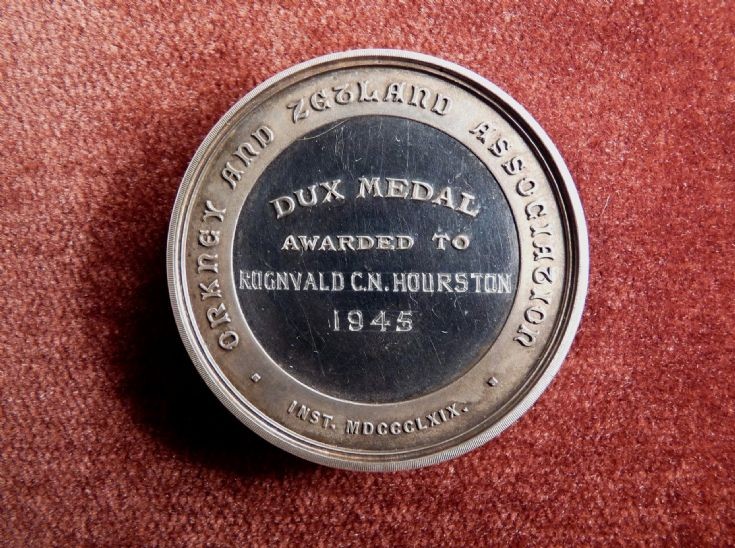 ORKNEY AND ZETLAND ASSOCIATION
DUX MEDAL
AWARDED TO
ROGNVALD C.N. HOURSTON
1945
INST. MDCCCLXIX.